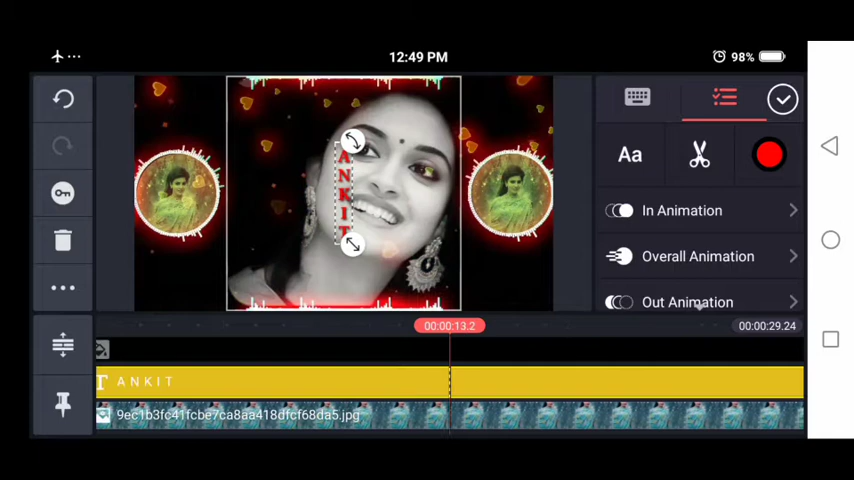 12:49 PM
98%
A
N
K
I
T
Aa
In Animation
Overall Animation
Out Animation
00:00:13.2
00:00:29.24
T A N K I T
9ec1b3fc41fcbe7ca8aa418dfcf68da5.jpg